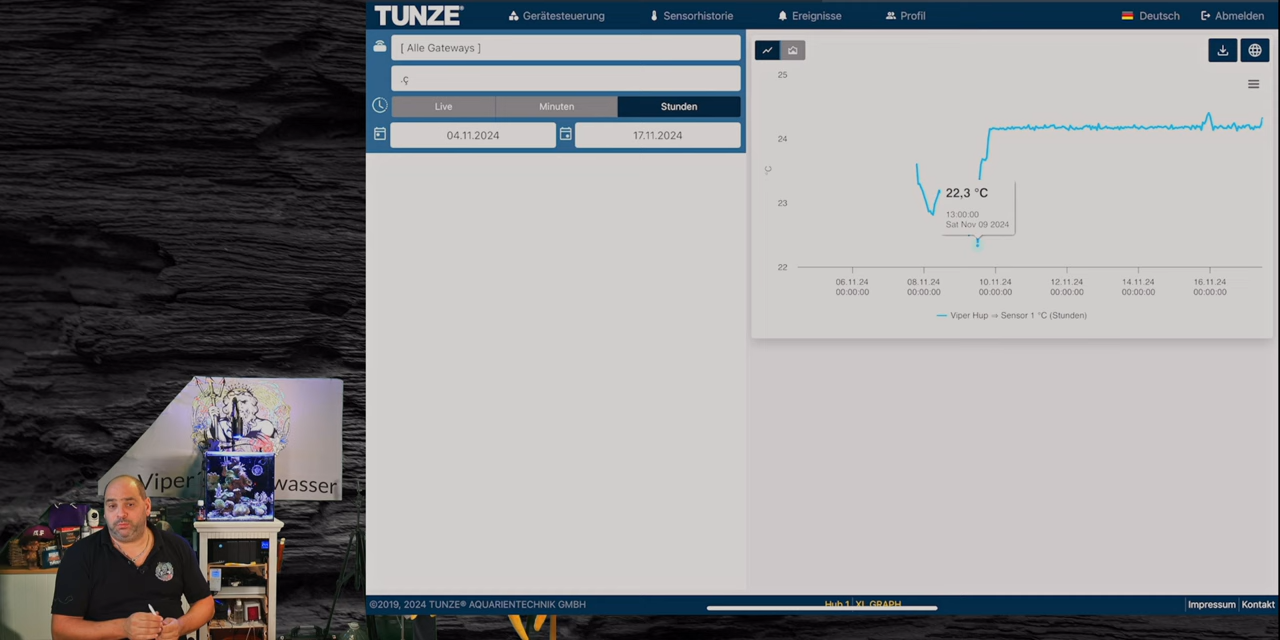 TUNZE®
Gerätesteuerung
Sensorhistorie
Ereignisse
Profil
Deutsch
Abmelden
[ Alle Gateways ]
.ç
Live
Minuten
Stunden
04.11.2024
17.11.2024
25
24
°C
23
22
22,3 °C
13:00:00
Sat Nov 09 2024
06.11.24
00:00:00
08.11.24
00:00:00
10.11.24
00:00:00
12.11.24
00:00:00
14.11.24
00:00:00
16.11.24
00:00:00
Viper Hup ⇒ Sensor 1 °C (Stunden)
Viper
wasser
©2019, 2024 TUNZE® AQUARIENTECHNIK GMBH
Hub 1 | XL GRAPH
Impressum
Kontakt